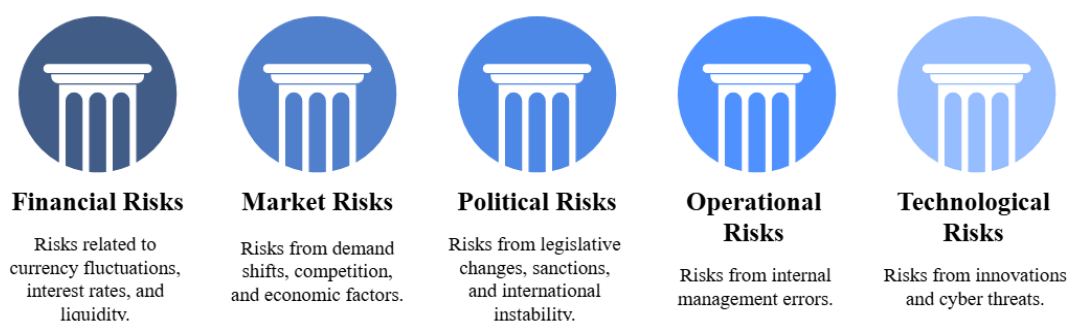 Financial Risks
Risks related to
currency fluctuations,
interest rates, and
liquidity.
Market Risks
Risks from demand
shifts, competition,
and economic factors.
Political Risks
Risks from legislative
changes, sanctions,
and international
instability.
Operational
Risks
Risks from internal
management errors.
Technological
Risks
Risks from innovations
and cyber threats.